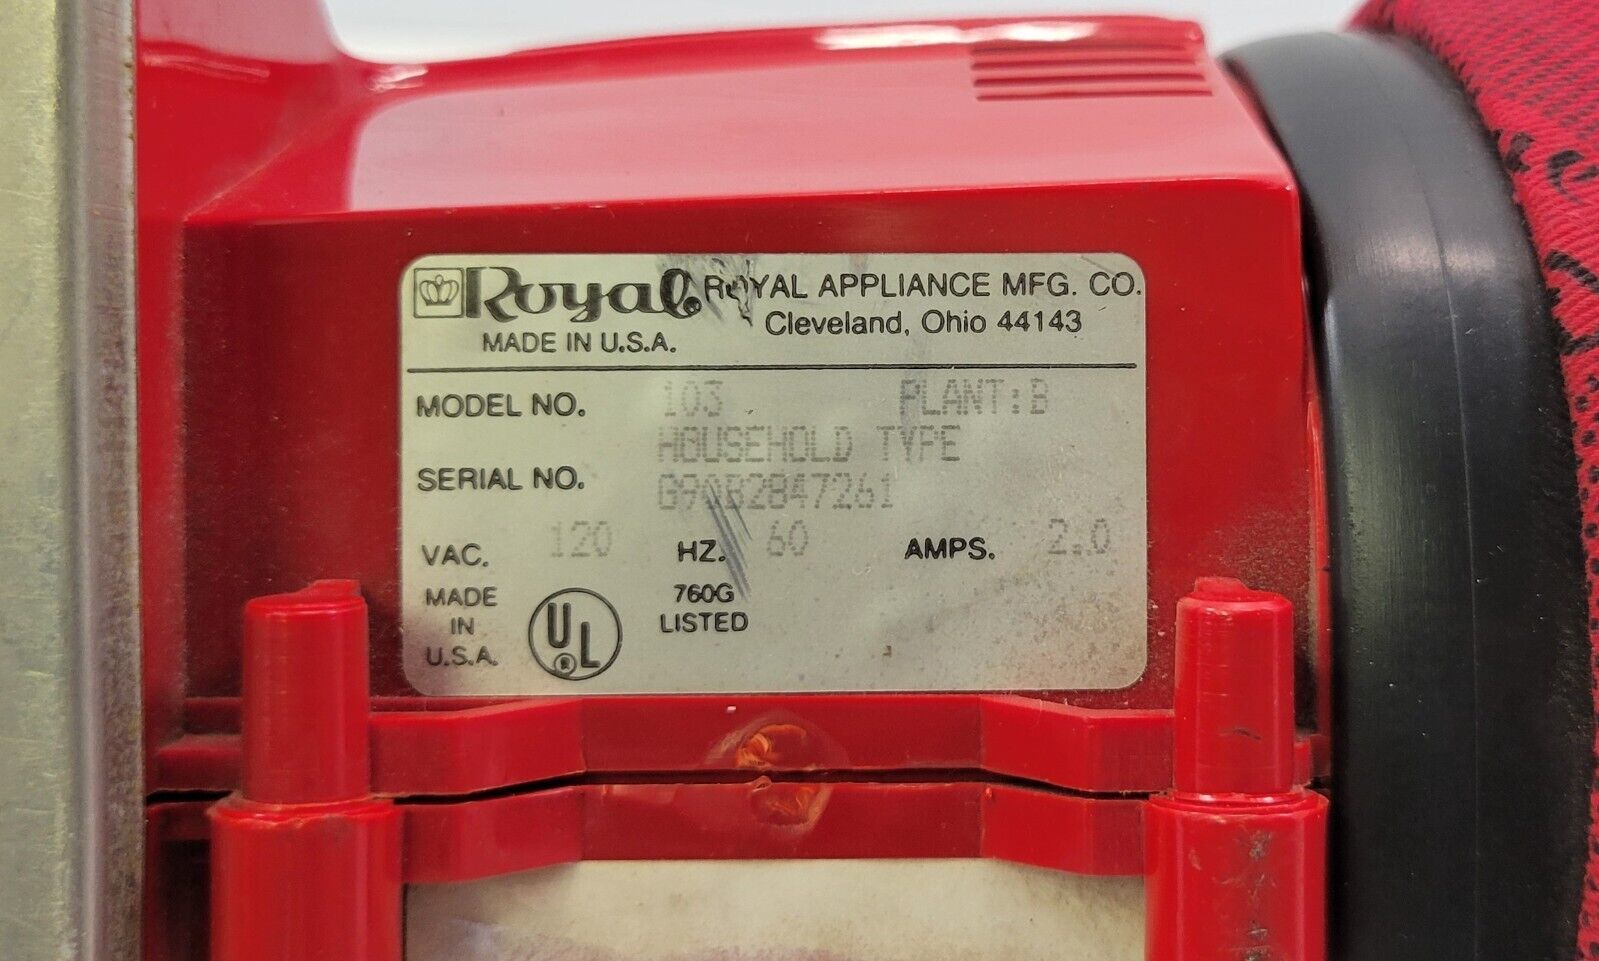 Royal® ROYAL APPLIANCE MFG. CO.
MADE IN U.S.A. Cleveland, Ohio 44143
MODEL NO. 103 PLANT:B
HOUSEHOLD TYPE
SERIAL NO.
VAC. 120 HZ. 60 AMPS. 2.0
MADE IN U.S.A.
UL®
760G
LISTED